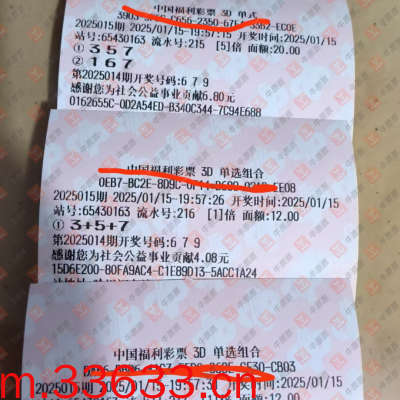 中国福利彩票 3D 单式
2025015期 2025/01/15-19:57:15 开奖时间:2025/01/15
站号:65430163 流水号:215 [5]倍 面额:20.00
① 3 5 7
② 1 6 7
第2025014期开奖号码:6 7 9
感谢您为社会公益事业贡献6.80元
0162655C-0D2A54ED-B340C344-7C94E688
中国福利彩票 3D 单选组合
2025015期 2025/01/15-19:57:26 开奖时间:2025/01/15
站号:65430163 流水号:216 [1]倍 面额:12.00
① 3+5+7
第2025014期开奖号码:6 7 9
感谢您为社会公益事业贡献4.08元
15D6E200-80FA9AC4-C1E89D13-5ACC1A24
中国福利彩票 3D 单选组合
2025015期 开奖时间:2025/01/15
m.33633.cn